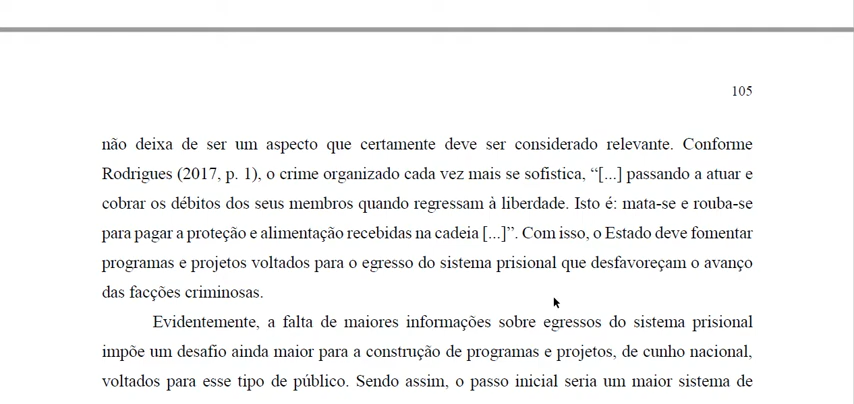 105
não deixa de ser um aspecto que certamente deve ser considerado relevante. Conforme
Rodrigues (2017, p. 1), o crime organizado cada vez mais se sofistica, “[...] passando a atuar e
cobrar os débitos dos seus membros quando regressam à liberdade. Isto é: mata-se e rouba-se
para pagar a proteção e alimentação recebidas na cadeia [...]”. Com isso, o Estado deve fomentar
programas e projetos voltados para o egresso do sistema prisional que desfavoreçam o avanço
das facções criminosas.
Evidentemente, a falta de maiores informações sobre egressos do sistema prisional
impõe um desafio ainda maior para a construção de programas e projetos, de cunho nacional,
voltados para esse tipo de público. Sendo assim, o passo inicial seria um maior sistema de